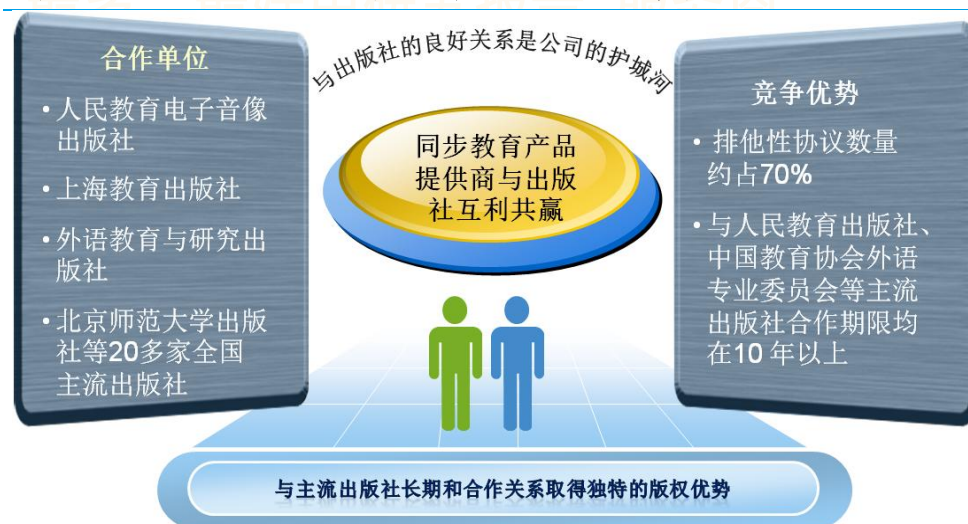 与出版社的良好关系是公司的护城河
合作单位
• 人民教育电子音像
出版社
• 上海教育出版社
• 外语教育与研究出
版社
• 北京师范大学出版
社等20多家全国
主流出版社
同步教育产品
提供商与出版
社互利共赢
竞争优势
• 排他性协议数量
约占70%
• 与人民教育出版社、
中国教育协会外语
专业委员会等主流
出版社合作期限均
在10 年以上
与主流出版社长期和合作关系取得独特的版权优势